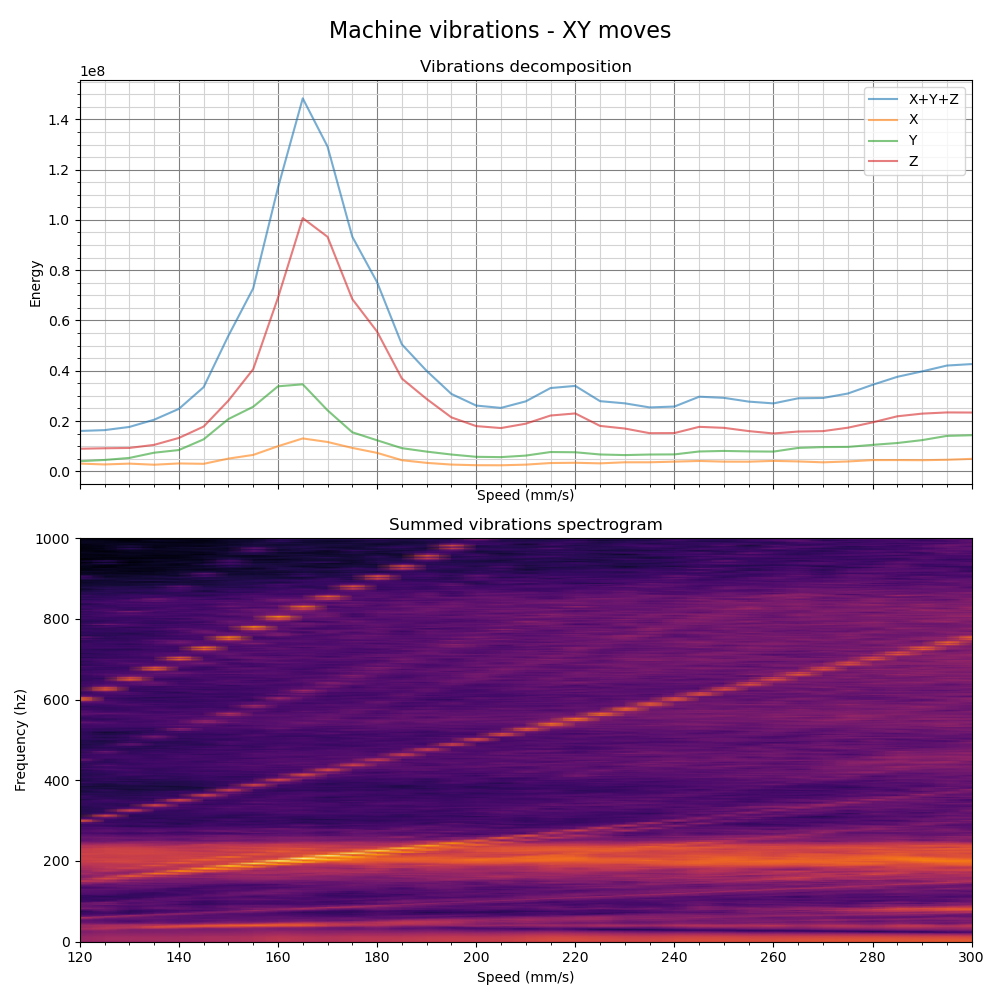 Machine vibrations - XY moves
Vibrations decomposition
1e8
X+Y+Z
X
Y
Z
1.4
1.2
1.0
0.8
0.6
0.4
0.2
0.0
Energy
Speed (mm/s)
Summed vibrations spectrogram
1000
800
600
400
200
0
Frequency (hz)
120 140 160 180 200 220 240 260 280 300
Speed (mm/s)